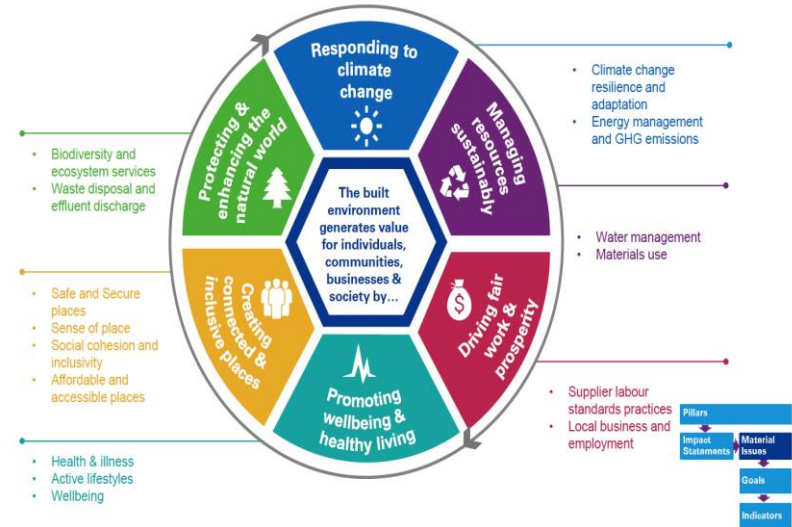 Responding to
climate
change
Managing
resources
sustainably
Driving fair
work &
prosperity
Promoting
wellbeing &
healthy living
Creating
connected &
inclusive places
Protecting &
enhancing the
natural world
The built
environment
generates value
for individuals,
communities,
businesses &
society by...
• Climate change
resilience and
adaptation
• Energy management
and GHG emissions
• Water management
• Materials use
• Supplier labour
standards practices
• Local business and
employment
• Biodiversity and
ecosystem services
• Waste disposal and
effluent discharge
• Safe and Secure
places
• Sense of place
• Social cohesion and
inclusivity
• Affordable and
accessible places
• Health & illness
• Active lifestyles
• Wellbeing
$
Pillars
Impact
Statements
Material
Issues
Goals
Indicators